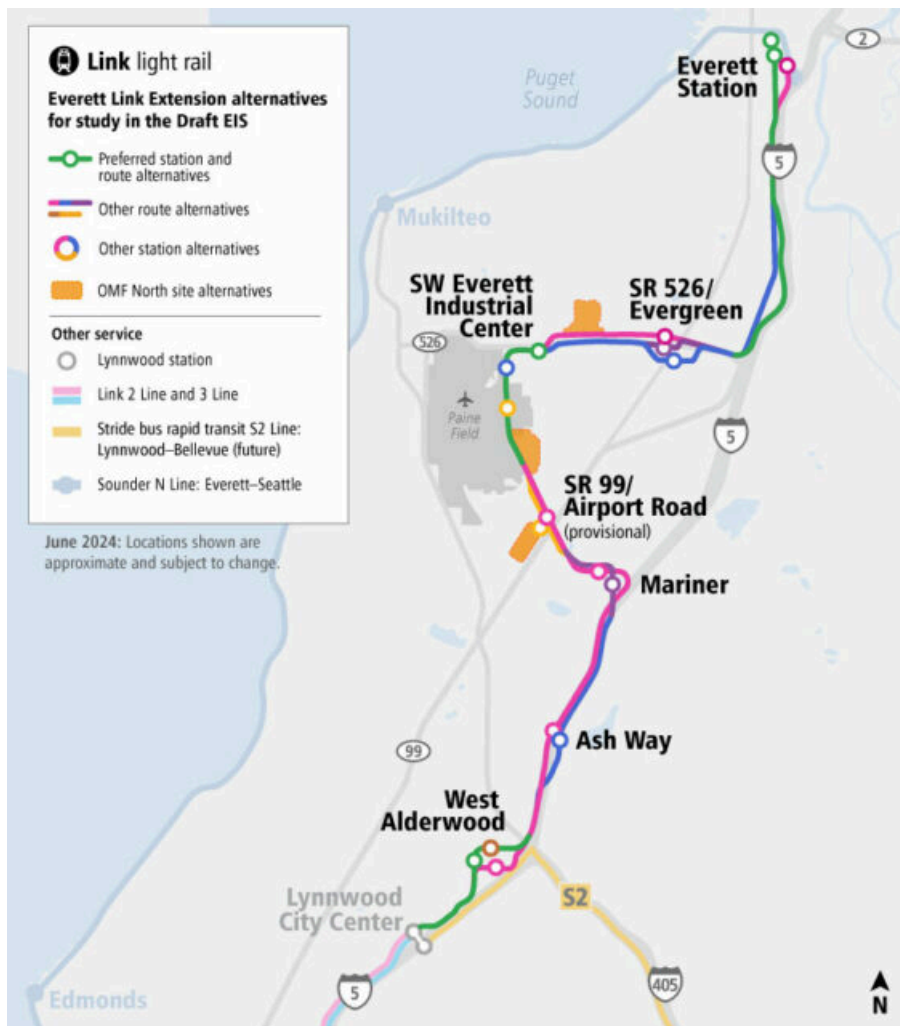 Link light rail
Everett Link Extension alternatives
for study in the Draft EIS
Preferred station and
route alternatives
Other route alternatives
Other station alternatives
OMF North site alternatives
Other service
Lynnwood station
Link 2 Line and 3 Line
Stride bus rapid transit S2 Line:
Lynnwood–Bellevue (future)
Sounder N Line: Everett–Seattle
June 2024: Locations shown are
approximate and subject to change.
2
Everett
Station
Puget
Sound
5
Mukilteo
SW Everett
Industrial
Center
SR 526/
Evergreen
526
Paine
Field
5
SR 99/
Airport Road
(provisional)
Mariner
Ash Way
99
West
Alderwood
Lynnwood
City Center
S2
5
405
Edmonds
N